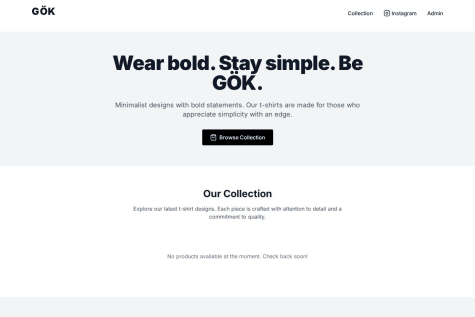 GÖK
Collection
Instagram
Admin
Wear bold. Stay simple. Be
GÖK.
Minimalist designs with bold statements. Our t-shirts are made for those who
appreciate simplicity with an edge.
Browse Collection
Our Collection
Explore our latest t-shirt designs. Each piece is crafted with attention to detail and a
commitment to quality.
No products available at the moment. Check back soon!